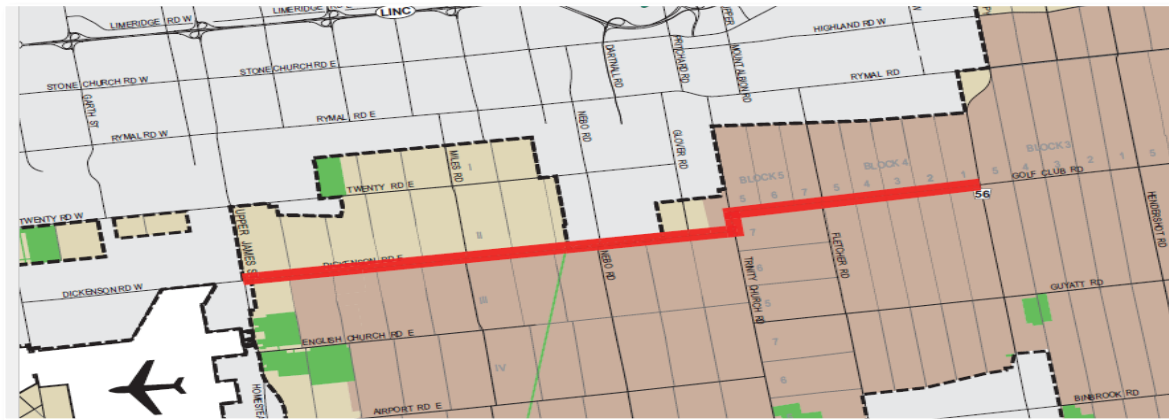 LIMERIDGE RD W
LIMERIDGE RD E
LINC
UPPER
HIGHLAND RD W
STONE CHURCH RD W
STONE CHURCH RD E
DARTNALL RD
PRITCHARD RD
MOUNT ALBION RD
RYMAL RD
GARTH ST
RYMAL RD W
RYMAL RD E
NEBO RD
GLOVER RD
MILES RD
I
BLOCK 5
BLOCK 4
BLOCK 3
5 6 7 5 4 3 2 1 5 4 3 2 1 5
GOLF CLUB RD
56
TWENTY RD W
TWENTY RD E
UPPER JAMES S
II
DICKENSON RD E
7
NEBO RD
TRINITY CHURCH RD
FLETCHER RD
HENDERSHOT RD
DICKENSON RD W
III
6
5
GUYATT RD
ENGLISH CHURCH RD E
7
IV
6
HOMESTEA
AIRPORT RD E
BINBROOK RD